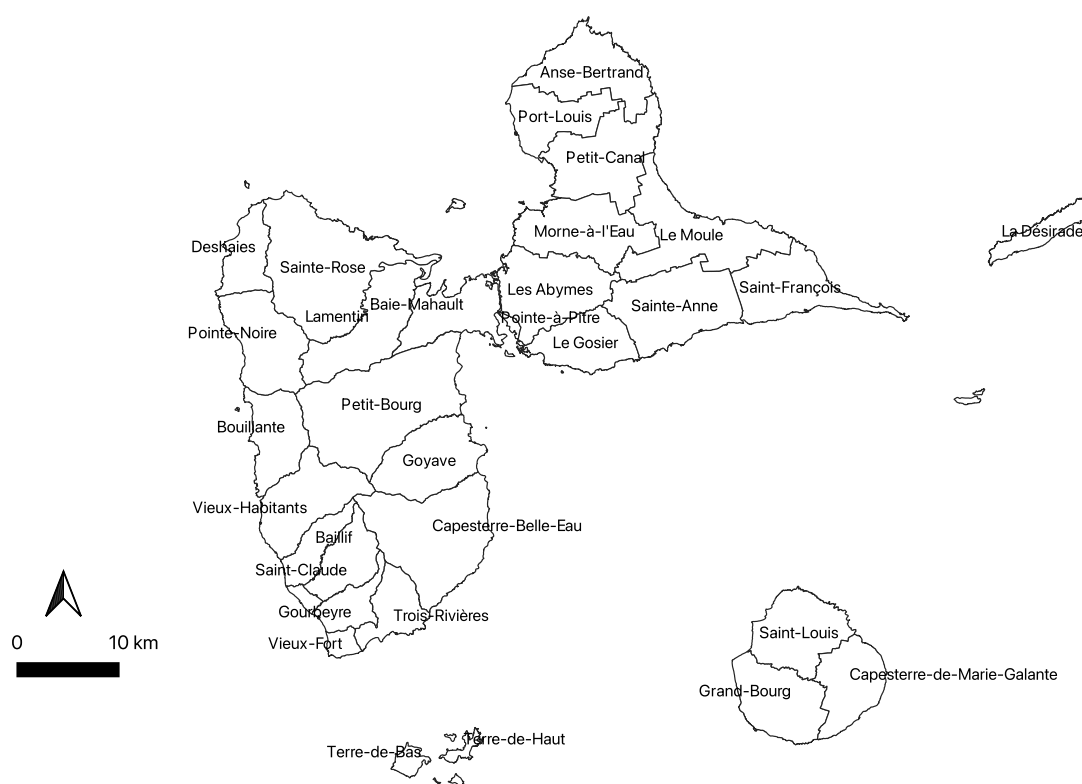 Anse-Bertrand
Port-Louis
Petit-Canal
Morne-à-l'Eau
Le Moule
La Désirade
Deshaies
Sainte-Rose
Les Abymes
Saint-François
Baie-Mahault
Sainte-Anne
Lamentin
Pointe-à-Pitre
Pointe-Noire
Le Gosier
Petit-Bourg
Bouillante
Goyave
Vieux-Habitants
Capesterre-Belle-Eau
Baillif
Saint-Claude
Gourbeyre
Trois-Rivières
0 10 km
Vieux-Fort
Saint-Louis
Capesterre-de-Marie-Galante
Grand-Bourg
Terre-de-Haut
Terre-de-Bas